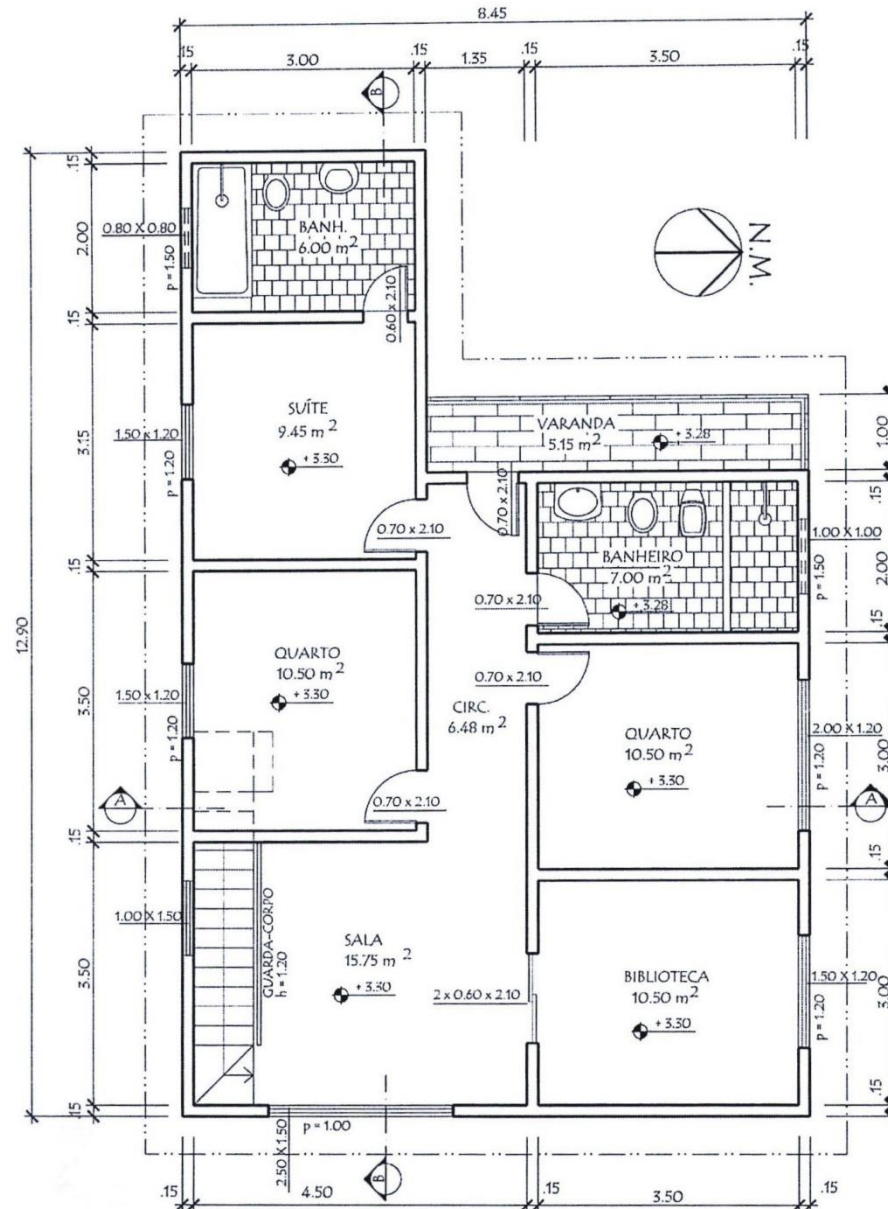 8.45
.15
3.00
.15
1.35
.15
3.50
.15
B
.15
2.00
.15
3.15
.15
3.50
.15
3.50
.15
12.90
0.80 X 0.80
p = 1.50
BANH.
6.00 m²
0.60 x 2.10
N.M.
SUÍTE
9.45 m²
+3.30
1.50 x 1.20
p = 1.20
0.70 x 2.10
VARANDA
5.15 m²
+3.28
0.70 x 2.10
1.00
.15
2.00
.15
3.00
.15
3.00
.15
BANHEIRO
7.00 m²
+3.28
1.00 X 1.00
p = 1.50
0.70 x 2.10
QUARTO
10.50 m²
+3.30
1.50 x 1.20
p = 1.20
0.70 x 2.10
CIRC.
6.48 m²
0.70 x 2.10
QUARTO
10.50 m²
+3.30
2.00 X 1.20
p = 1.20
A
A
1.00 X 1.50
GUARDA-CORPO
h = 1.20
SALA
15.75 m²
+3.30
2 x 0.60 x 2.10
BIBLIOTECA
10.50 m²
+3.30
1.50 X 1.20
p = 1.20
p = 1.00
2.50 X 1.50
B
.15
4.50
.15
3.50
.15